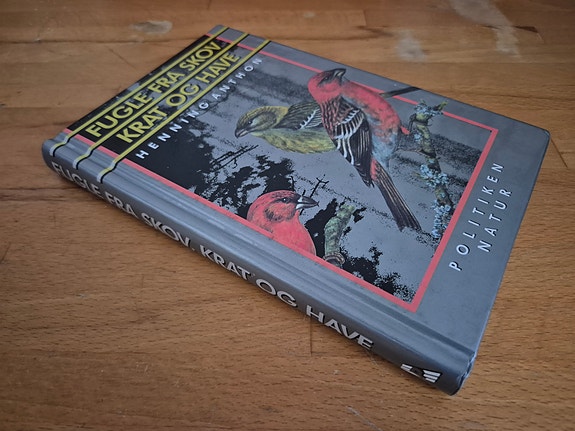 FUGLE FRA SKOV
KRAT OG HAVE
HENNING ANTHON
POLITIKEN
NATUR
FUGLE FRA SKOV, KRAT OG HAVE